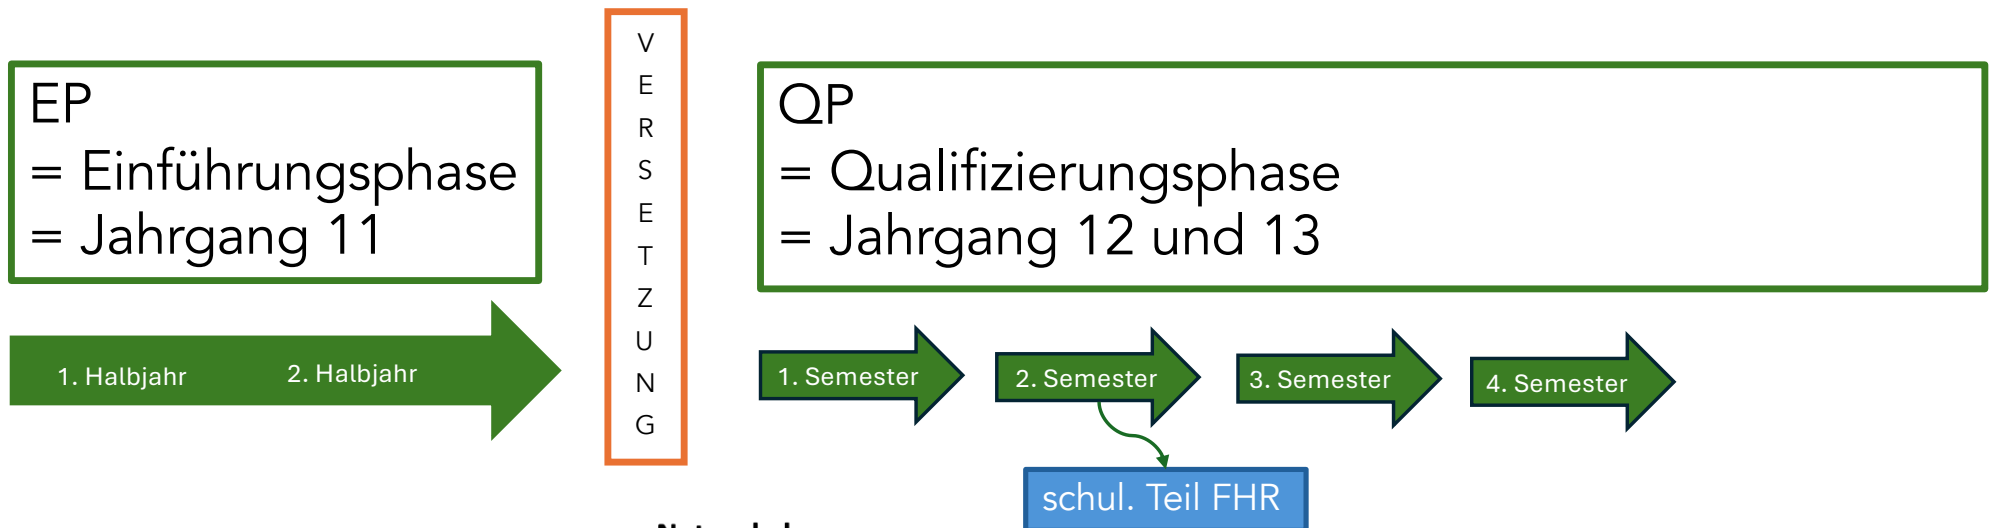 EP
= Einführungsphase
= Jahrgang 11
1. Halbjahr
2. Halbjahr
V
E
R
S
E
T
Z
U
N
G
QP
= Qualifizierungsphase
= Jahrgang 12 und 13
1. Semester
2. Semester
3. Semester
4. Semester
schul. Teil FHR